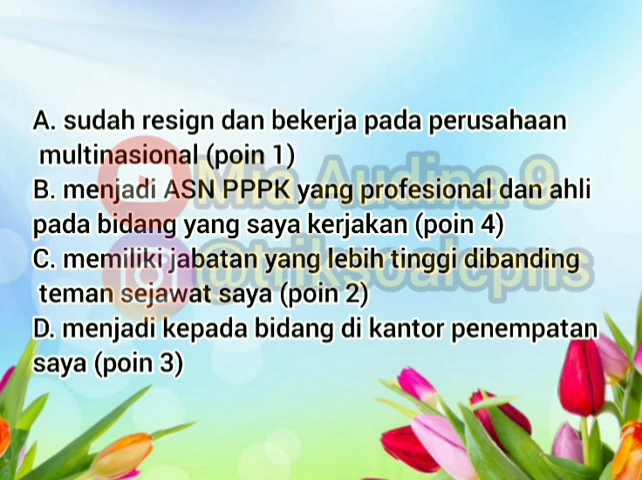 A. sudah resign dan bekerja pada perusahaan
multinasional (poin 1)
B. menjadi ASN PPPK yang profesional dan ahli
pada bidang yang saya kerjakan (poin 4)
C. memiliki jabatan yang lebih tinggi dibanding
teman sejawat saya (poin 2)
D. menjadi kepada bidang di kantor penempatan
saya (poin 3)
Mia Audina 9
@triksoalcpns